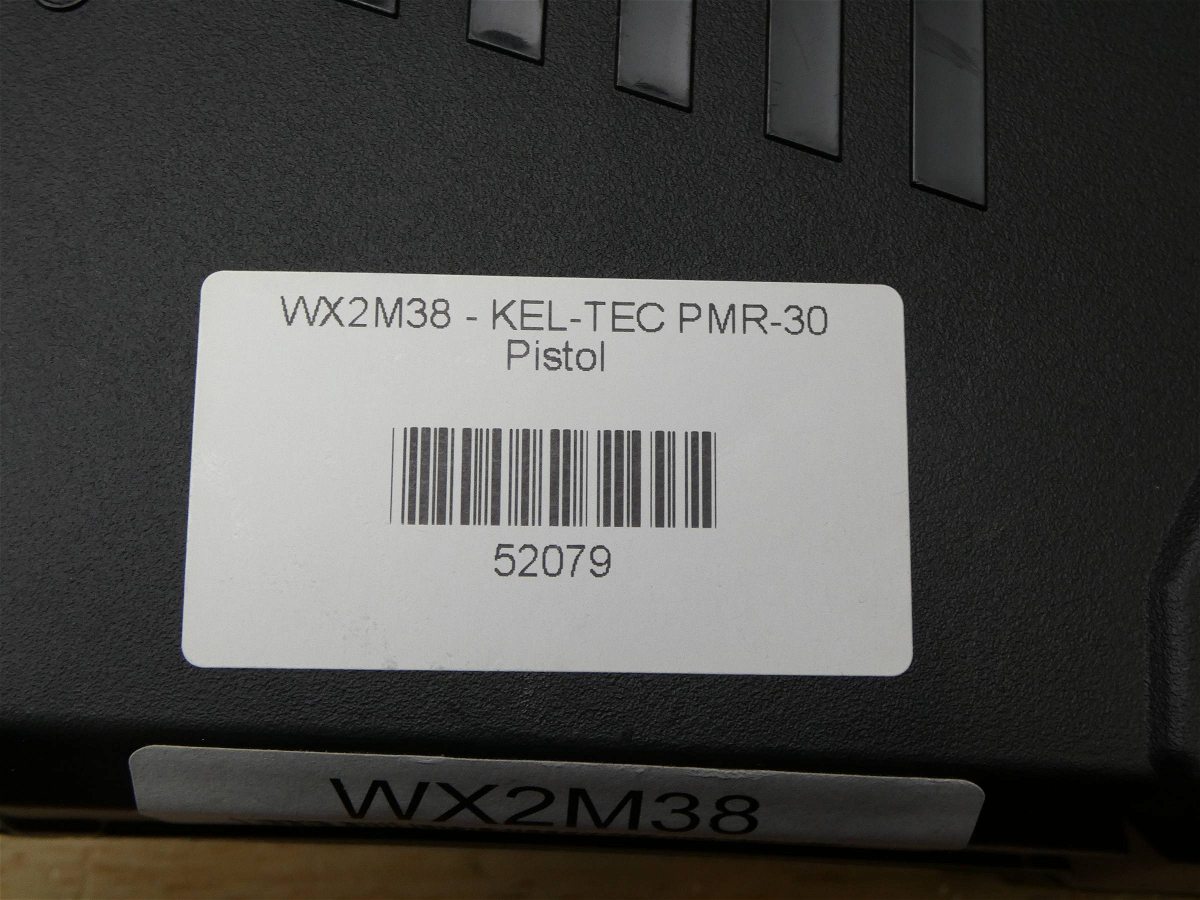 WX2M38 - KEL-TEC PMR-30
Pistol
52079
WX2M38